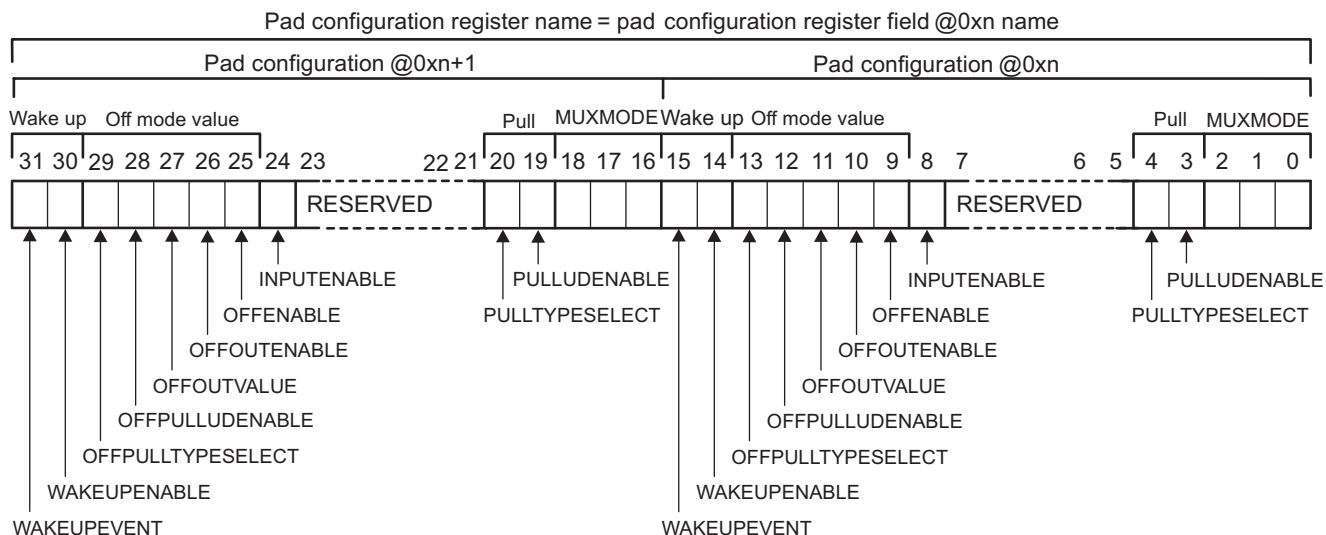 Pad configuration register name = pad configuration register field @0xn name
Pad configuration @0xn+1 Pad configuration @0xn
Wake up Off mode value Pull MUXMODE Wake up Off mode value Pull MUXMODE
31 30 29 28 27 26 25 24 23 22 21 20 19 18 17 16 15 14 13 12 11 10 9 8 7 6 5 4 3 2 1 0
RESERVED RESERVED
INPUTENABLE PULLUDENABLE INPUTENABLE PULLUDENABLE
OFFENABLE PULLTYPESELECT OFFENABLE PULLTYPESELECT
OFFOUTENABLE OFFOUTENABLE
OFFOUTVALUE OFFOUTVALUE
OFFPULLUDENABLE OFFPULLUDENABLE
OFFPULLTYPESELECT OFFPULLTYPESELECT
WAKEUPENABLE WAKEUPENABLE
WAKEUPEVENT WAKEUPEVENT